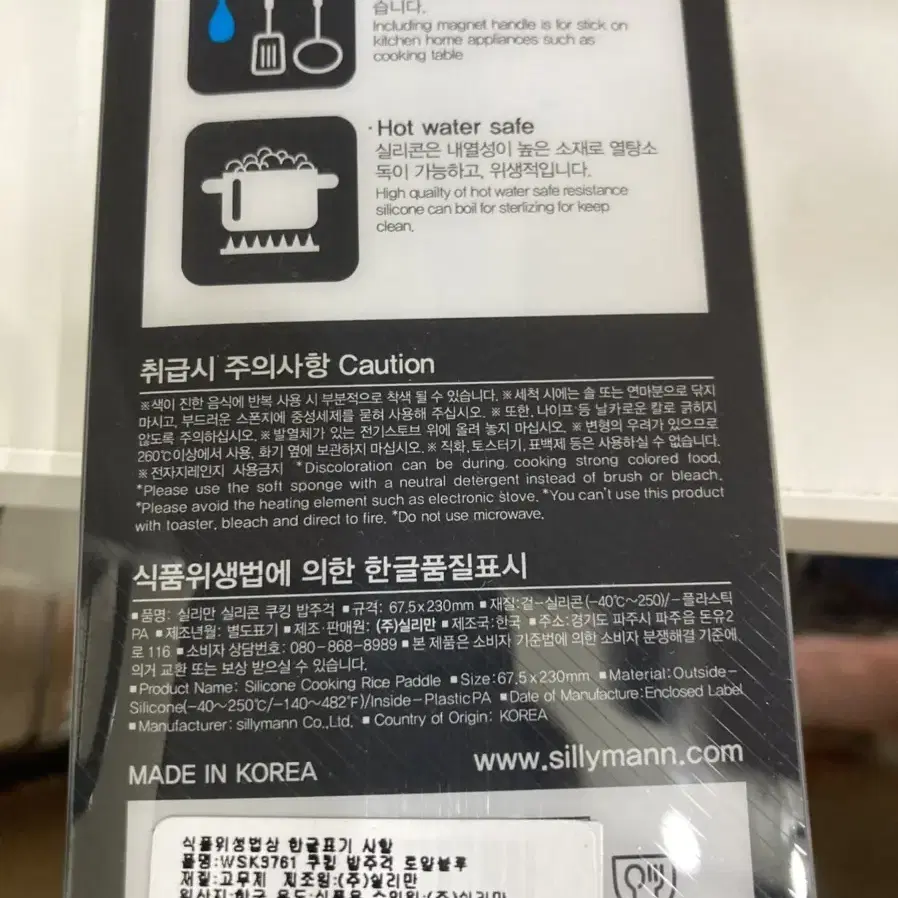 습니다.
Including magnet handle is for stick on
kitchen home appliances such as
cooking table
·Hot water safe
실리콘은 내열성이 높은 소재로 열탕소
독이 가능하고, 위생적입니다.
High quailty of hot water safe resistance
silicone can boil for sterlizing for keep
clean.
취급시 주의사항 Caution
※색이 진한 음식에 반복 사용 시 부분적으로 착색 될 수 있습니다. ※세척 시에는 솔 또는 연마분으로 닦지
마시고, 부드러운 스폰지에 중성세제를 묻혀 사용해 주십시오. ※ 또한, 나이프 등 날카로운 칼로 긁히지
않도록 주의하십시오. ※ 발열체가 있는 전기스토브 위에 올려 놓지 마십시오. ※ 변형의 우려가 있으므로
260℃이상에서 사용, 화기 옆에 보관하지 마십시오. ※ 직화, 토스터기, 표백제 등은 사용하실 수 없습니다.
※ 전자지레인지 사용금지 *Discoloration can be during cooking strong colored food.
*Please use the soft sponge with a neutral detergent instead of brush or bleach.
*Please avoid the heating element such as electronic stove. *You can't use this product
with toaster, bleach and direct to fire. *Do not use microwave.
식품위생법에 의한 한글품질표시
■ 품명: 실리만 실리콘 쿠킹 밥주걱 ■ 규격: 67.5x230mm ■ 재질: 겉-실리콘(-40℃~250)/-플라스틱
PA ■ 제조년월: 별도표기 ■ 제조·판매원: (주)실리만 ■ 제조국:한국 ■ 주소:경기도 파주시 파주읍 돈유2
로 116 ■ 소비자 상담번호: 080-868-8989 ■ 본 제품은 소비자 기준법에 의한 소비자 분쟁해결 기준에
의거 교환 또는 보상 받으실 수 있습니다.
■ Product Name: Silicone Cooking Rice Paddle ■ Size:67.5x230mm ■ Material:Outside-
Silicone(-40~250℃/-140~482℉)/Inside-PlasticPA ■ Date of Manufacture:Enclosed Label
■ Manufacturer: sillymann Co.,Ltd. ■ Country of Origin: KOREA
MADE IN KOREA
www.sillymann.com
식품위성법상 한글표기 사항
품명:WSK3761 쿠킹 밥주걱 로얄블루
재질:고무제 제조원:(주)실리만
원산지:한국 용도:식품용 수입원:(주)실리만